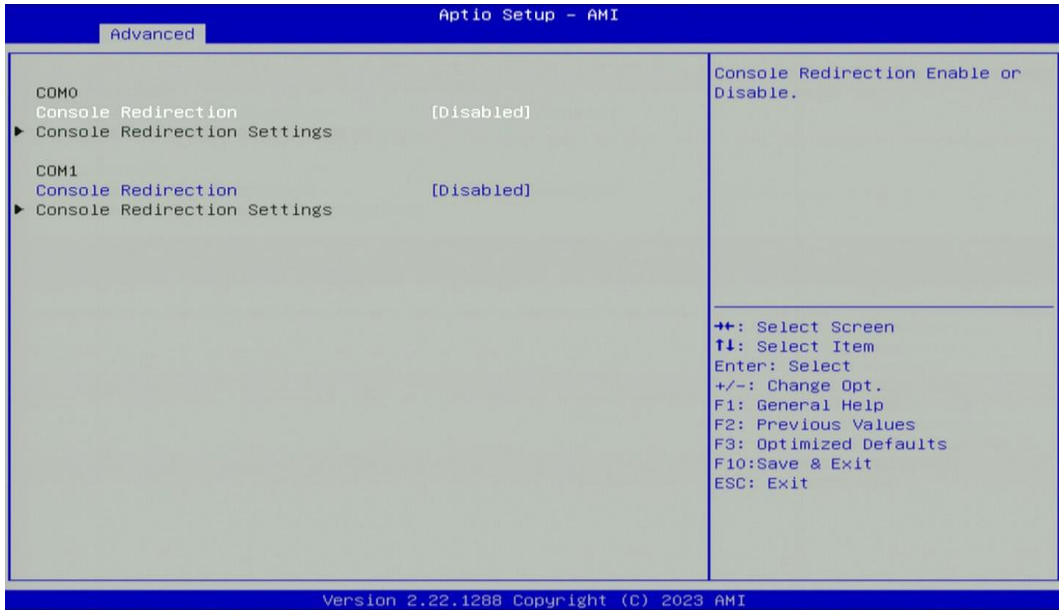 Aptio Setup – AMI
Advanced
COM0
Console Redirection [Disabled]
► Console Redirection Settings
COM1
Console Redirection [Disabled]
► Console Redirection Settings
Console Redirection Enable or
Disable.
→←: Select Screen
↑↓: Select Item
Enter: Select
+/-: Change Opt.
F1: General Help
F2: Previous Values
F3: Optimized Defaults
F10:Save & Exit
ESC: Exit
Version 2.22.1288 Copyright (C) 2023 AMI